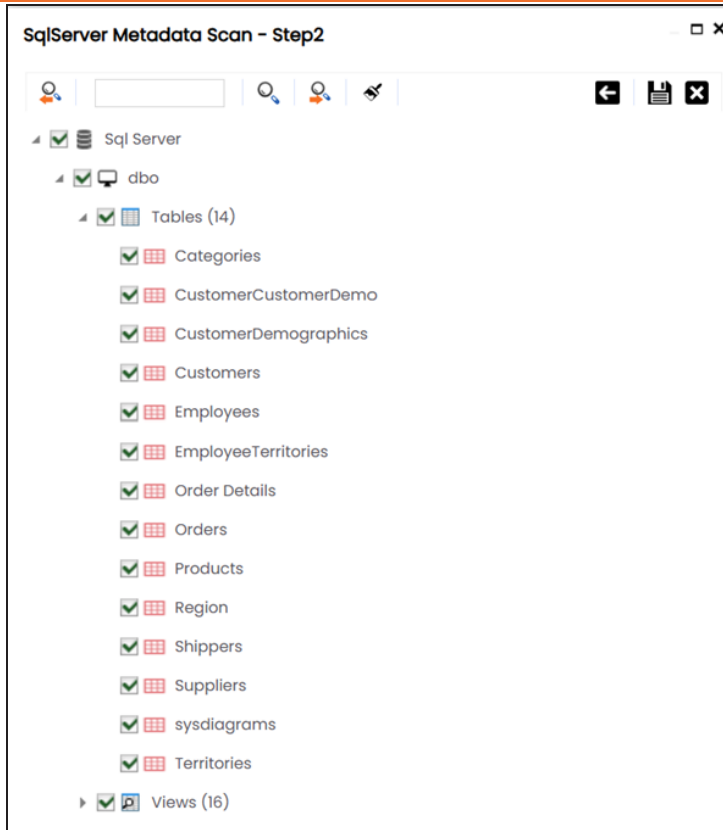 SqlServer Metadata Scan - Step2
Sql Server
dbo
Tables (14)
Categories
CustomerCustomerDemo
CustomerDemographics
Customers
Employees
EmployeeTerritories
Order Details
Orders
Products
Region
Shippers
Suppliers
sysdiagrams
Territories
Views (16)